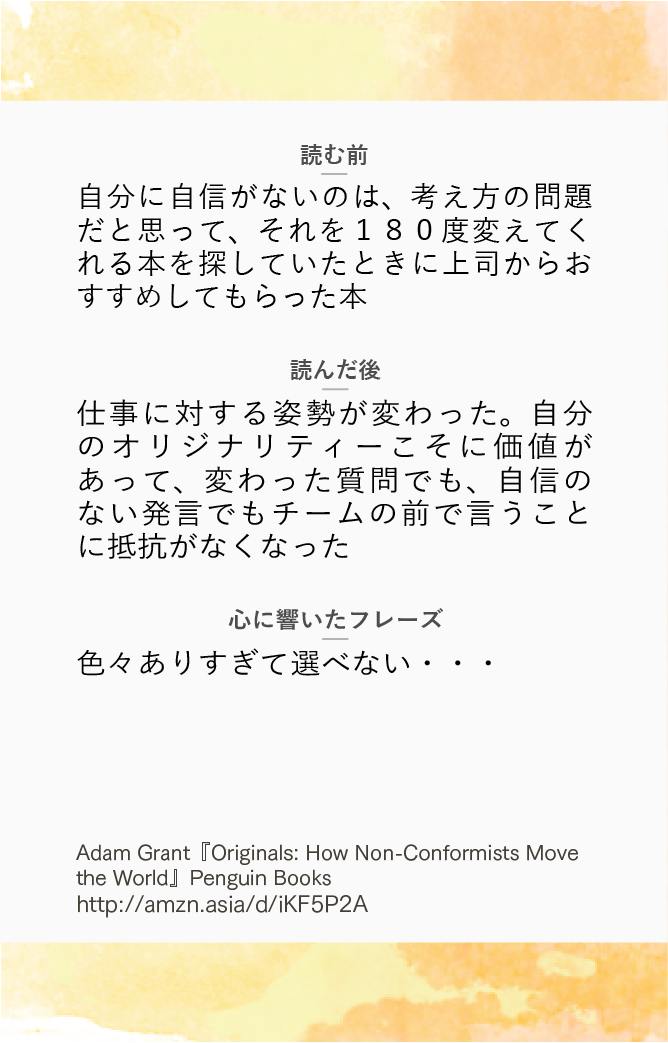 読む前
自分に自信がないのは、考え方の問題
だと思って、それを１８０度変えてく
れる本を探していたときに上司からお
すすめしてもらった本
読んだ後
仕事に対する姿勢が変わった。自分
のオリジナリティーこそに価値が
あって、変わった質問でも、自信の
ない発言でもチームの前で言うこと
に抵抗がなくなった
心に響いたフレーズ
色々ありすぎて選べない・・・
Adam Grant『Originals: How Non-Conformists Move
the World』Penguin Books
http://amzn.asia/d/iKF5P2A